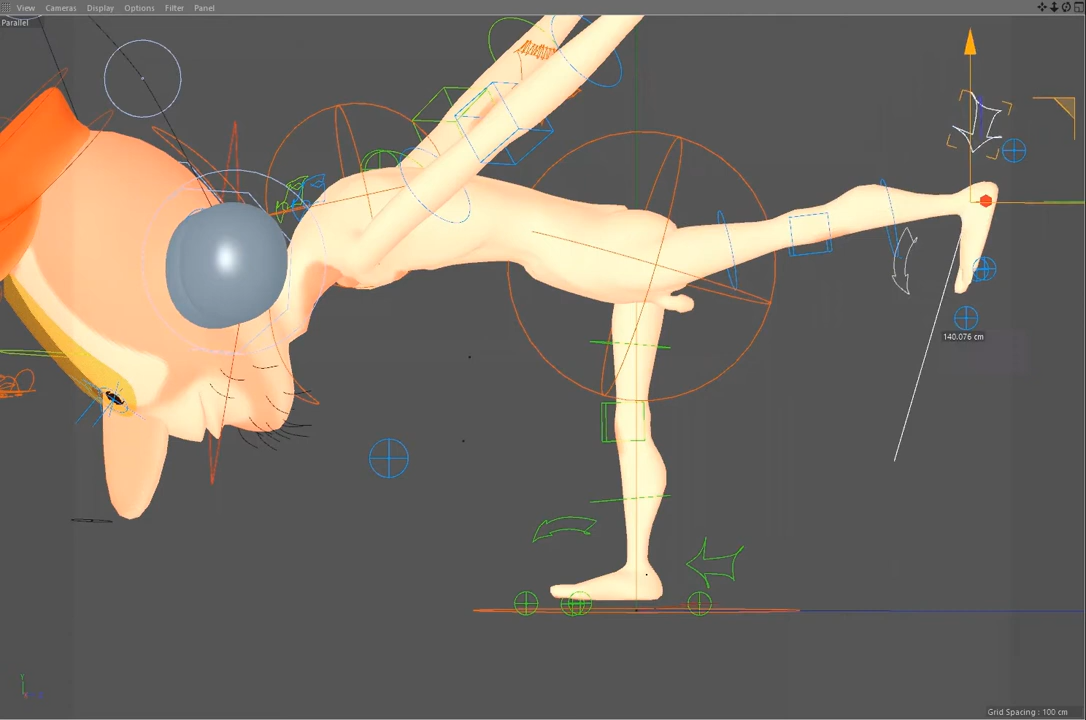 View Cameras Display Options Filter Panel
Parallel
140.076 cm
Grid Spacing : 100 cm